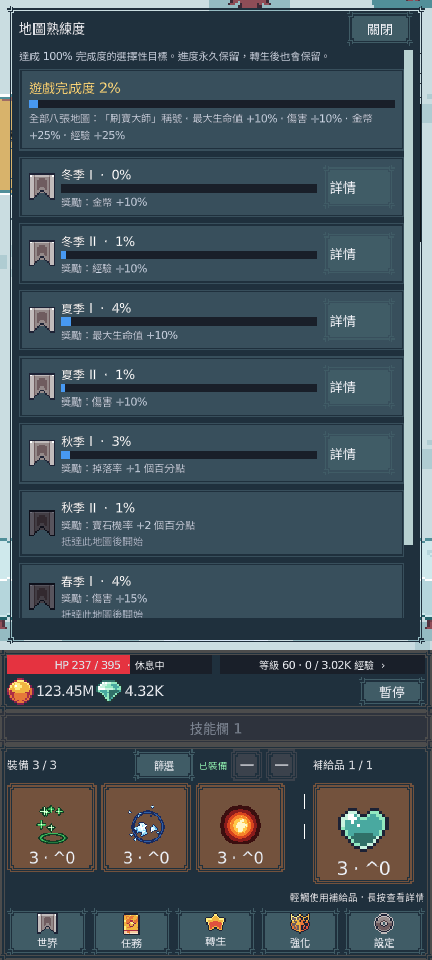 地圖熟練度
關閉
達成 100% 完成度的選擇性目標。進度永久保留，轉生後也會保留。
遊戲完成度 2%
全部八張地圖：「刷寶大師」稱號 · 最大生命值 +10% · 傷害 +10% · 金幣
+25% · 經驗 +25%
冬季 I · 0%
獎勵：金幣 +10%
詳情
冬季 II · 1%
獎勵：經驗 +10%
詳情
夏季 I · 4%
獎勵：最大生命值 +10%
詳情
夏季 II · 1%
獎勵：傷害 +10%
詳情
秋季 I · 3%
獎勵：掉落率 +1 個百分點
詳情
秋季 II · 1%
獎勵：寶石機率 +2 個百分點
抵達此地圖後開始
春季 I · 4%
獎勵：傷害 +15%
抵達此地圖後開始
HP 237 / 395 · 休息中
等級 60 · 0 / 3.02K 經驗 ›
123.45M
4.32K
暫停
技能欄 1
裝備 3 / 3
篩選
已裝備
—
—
補給品 1 / 1
3 · ^0
3 · ^0
3 · ^0
3 · ^0
輕觸使用補給品，長按查看詳情
世界
任務
轉生
強化
設定